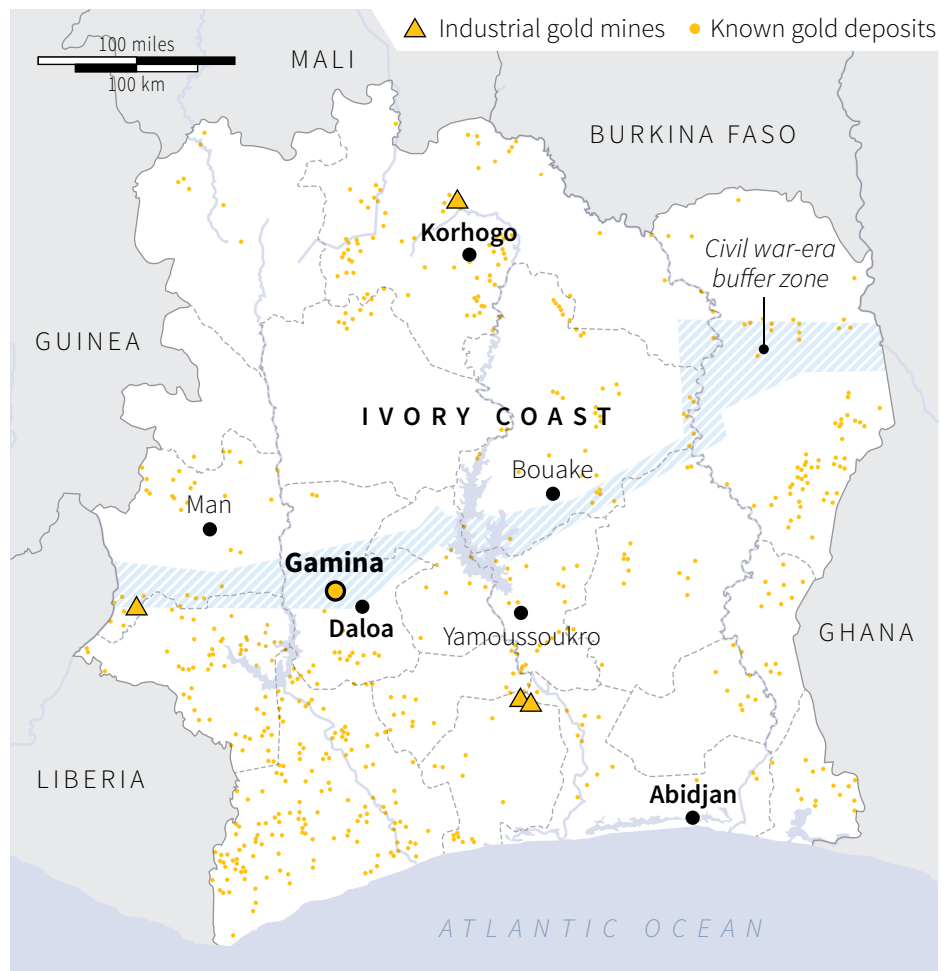 Industrial gold mines
Known gold deposits
100 miles
100 km
MALI
BURKINA FASO
Korhogo
Civil war-era
buffer zone
GUINEA
IVORY COAST
Bouake
Man
Gamina
Daloa
Yamoussoukro
GHANA
LIBERIA
Abidjan
ATLANTIC OCEAN